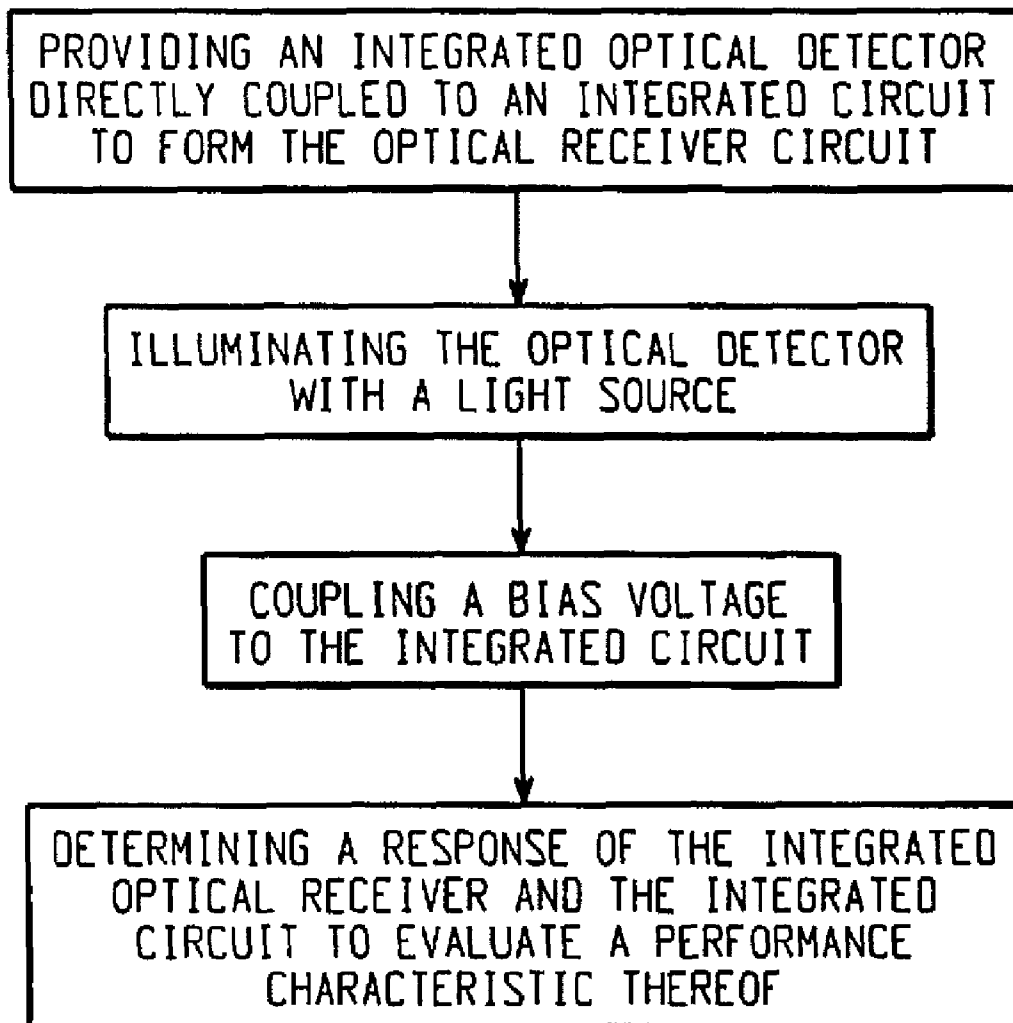 PROVIDING AN INTEGRATED OPTICAL DETECTOR
DIRECTLY COUPLED TO AN INTEGRATED CIRCUIT
TO FORM THE OPTICAL RECEIVER CIRCUIT
ILLUMINATING THE OPTICAL DETECTOR
WITH A LIGHT SOURCE
COUPLING A BIAS VOLTAGE
TO THE INTEGRATED CIRCUIT
DETERMINING A RESPONSE OF THE INTEGRATED
OPTICAL RECEIVER AND THE INTEGRATED
CIRCUIT TO EVALUATE A PERFORMANCE
CHARACTERISTIC THEREOF